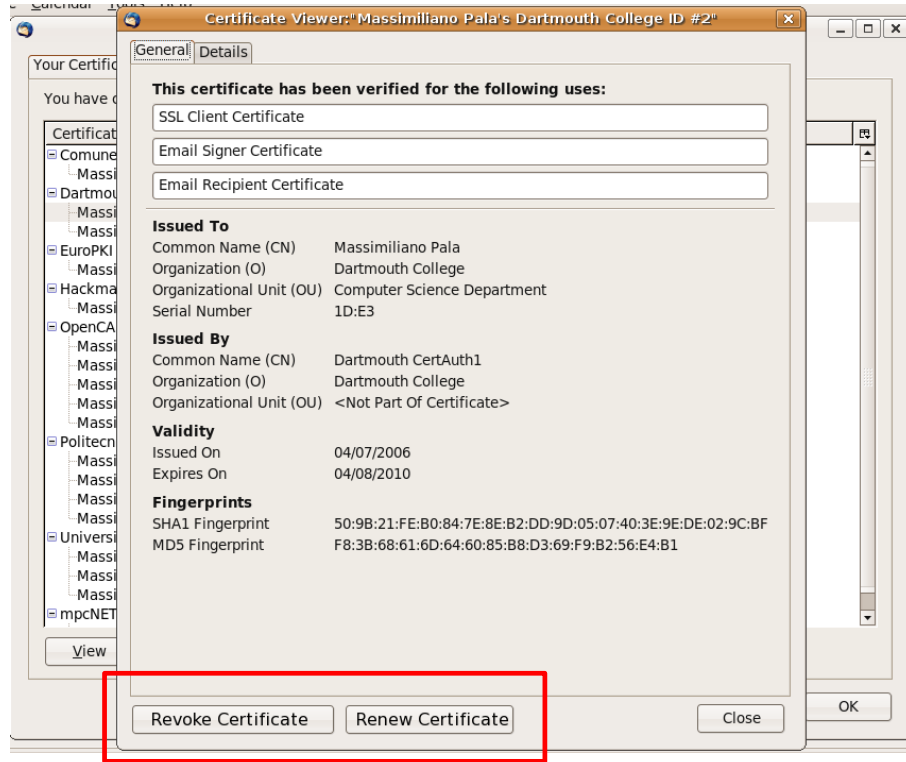 Calendar Tools Help
Certificate Viewer:"Massimiliano Pala's Dartmouth College ID #2"
General Details
Your Certific
This certificate has been verified for the following uses:
You have
SSL Client Certificate
Certificat
Email Signer Certificate
Comune
Massi
Email Recipient Certificate
Dartmou
Massi
Massi
EuroPKI
Massi
Hackma
Massi
OpenCA
Massi
Massi
Massi
Massi
Massi
Politecn
Massi
Massi
Massi
Massi
Universi
Massi
Massi
Massi
mpcNET
View
Issued To
Common Name (CN) Massimiliano Pala
Organization (O) Dartmouth College
Organizational Unit (OU) Computer Science Department
Serial Number 1D:E3
Issued By
Common Name (CN) Dartmouth CertAuth1
Organization (O) Dartmouth College
Organizational Unit (OU) <Not Part Of Certificate>
Validity
Issued On 04/07/2006
Expires On 04/08/2010
Fingerprints
SHA1 Fingerprint 50:9B:21:FE:B0:84:7E:8E:B2:DD:9D:05:07:40:3E:9E:DE:02:9C:BF
MD5 Fingerprint F8:3B:68:61:6D:64:60:85:B8:D3:69:F9:B2:56:E4:B1
Revoke Certificate Renew Certificate Close
OK